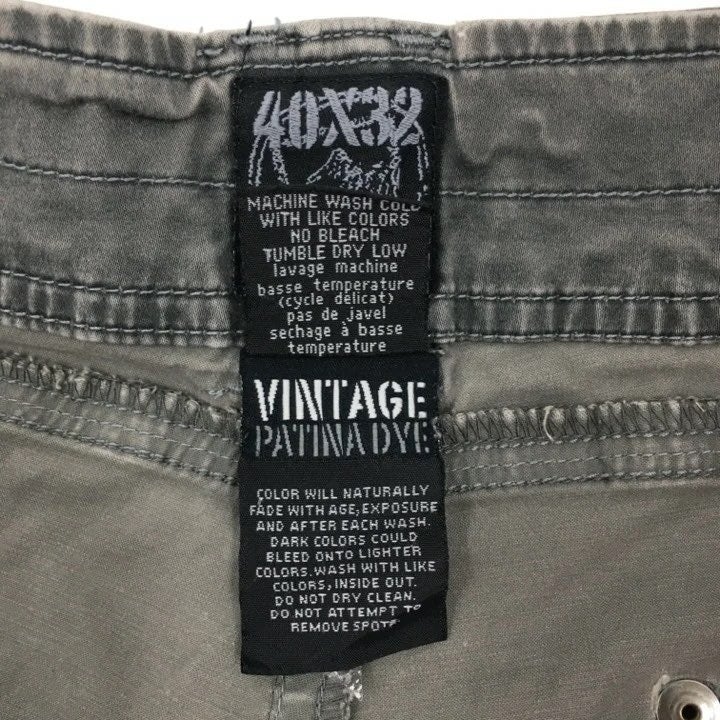 40X32
MACHINE WASH COLD
WITH LIKE COLORS
NO BLEACH
TUMBLE DRY LOW
lavage machine
basse temperature
(cycle delicat)
pas de javel
sechage à basse
temperature
VINTAGE
PATINA DYE
COLOR WILL NATURALLY
FADE WITH AGE, EXPOSURE
AND AFTER EACH WASH.
DARK COLORS COULD
BLEED ONTO LIGHTER
COLORS. WASH WITH LIKE
COLORS, INSIDE OUT.
DO NOT DRY CLEAN.
DO NOT ATTEMPT TO
REMOVE SPOTS